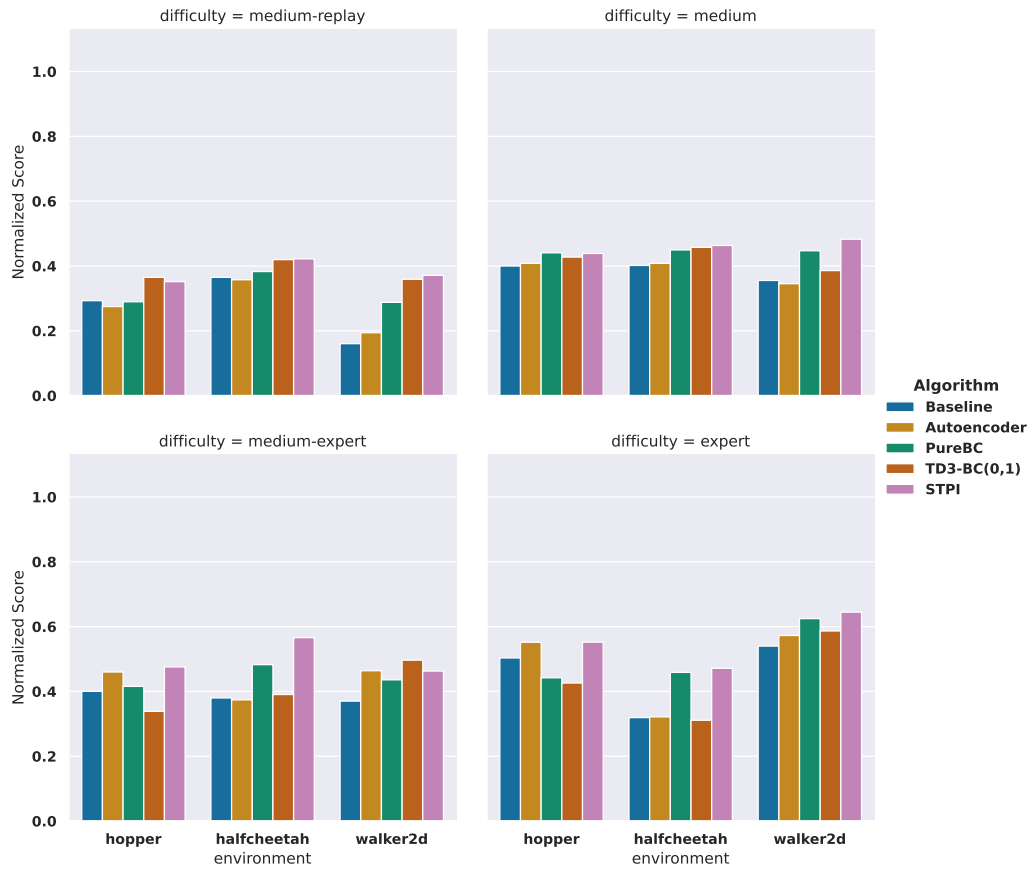 difficulty = medium-replay
difficulty = medium
Normalized Score
1.0
0.8
0.6
0.4
0.2
0.0
difficulty = medium-expert
difficulty = expert
Normalized Score
1.0
0.8
0.6
0.4
0.2
0.0
hopper halfcheetah walker2d
environment
hopper halfcheetah walker2d
environment
Algorithm
Baseline
Autoencoder
PureBC
TD3-BC(0,1)
STPI